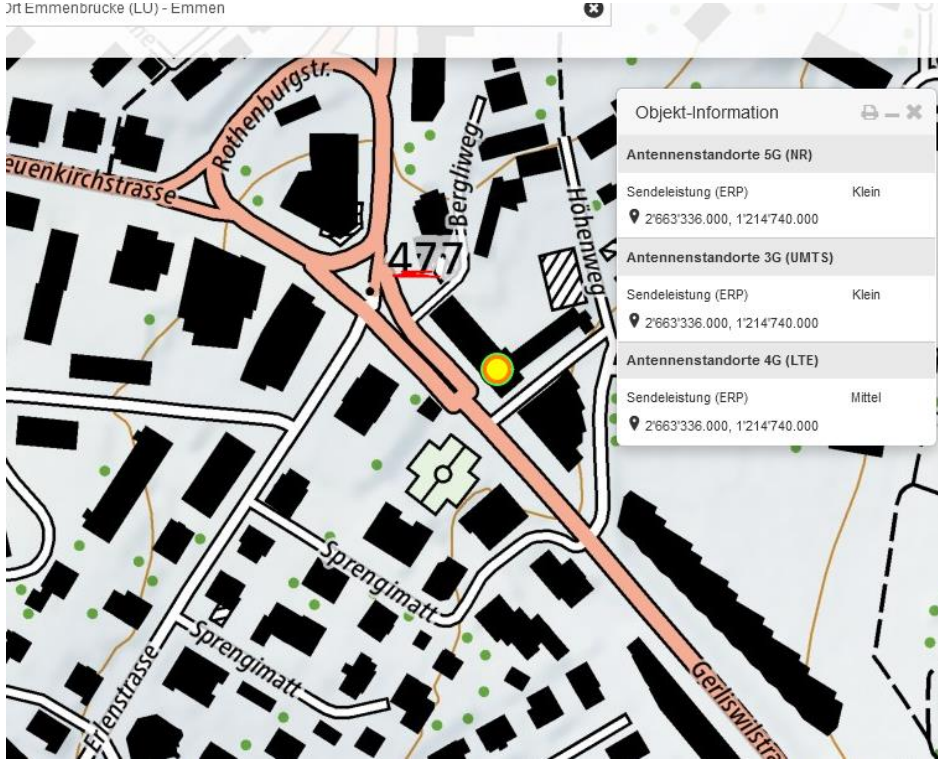 Ort Emmenbrücke (LU) - Emmen
Objekt-Information
Antennenstandorte 5G (NR)
Sendeleistung (ERP) Klein
2'663'336.000, 1'214'740.000
Antennenstandorte 3G (UMTS)
Sendeleistung (ERP) Klein
2'663'336.000, 1'214'740.000
Antennenstandorte 4G (LTE)
Sendeleistung (ERP) Mittel
2'663'336.000, 1'214'740.000
Rothenburgstr.
euenkirchstrasse
Bergliweg
Höhenweg
477
Sprengimatt
Sprengimatt
Erlenstrasse
Gerliswilstra